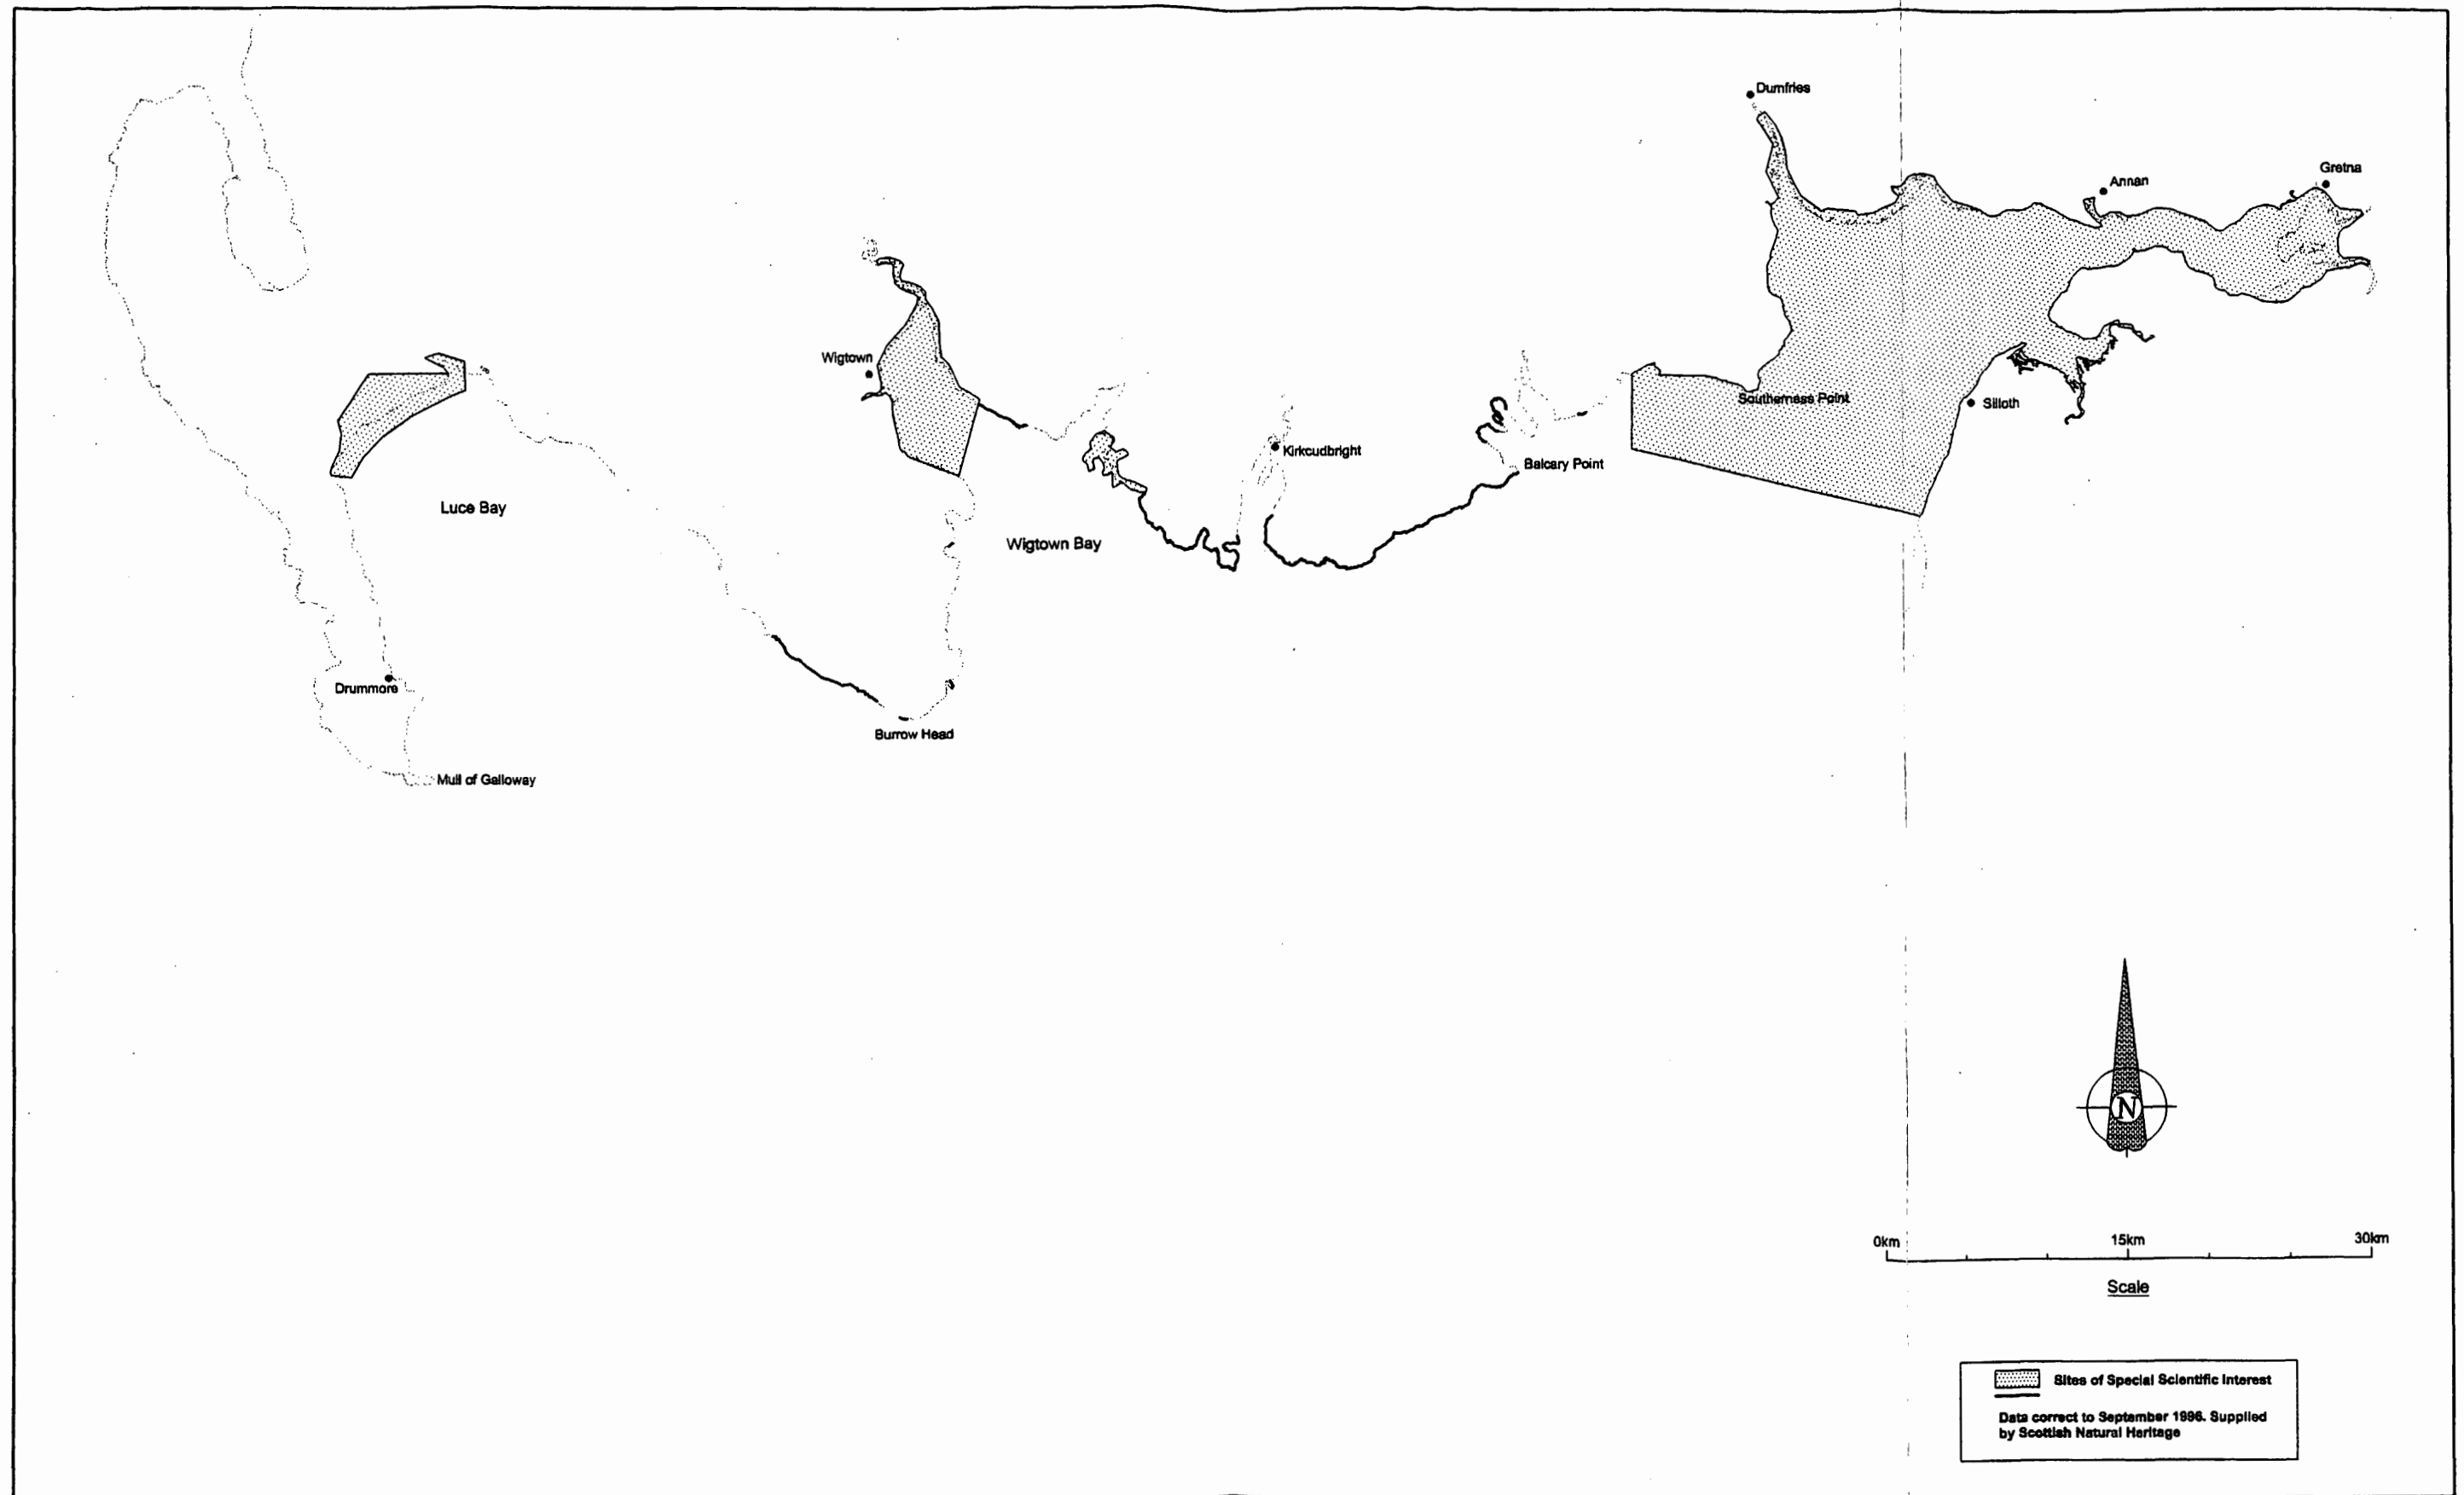 Dumfries
Gretna
Annan
Wigtown
Southerness Point
Silloth
Kirkcudbright
Balcary Point
Luce Bay
Wigtown Bay
Drummore
Burrow Head
Mull of Galloway
N
0km 15km 30km
Scale
Sites of Special Scientific Interest
Data correct to September 1996. Supplied
by Scottish Natural Heritage